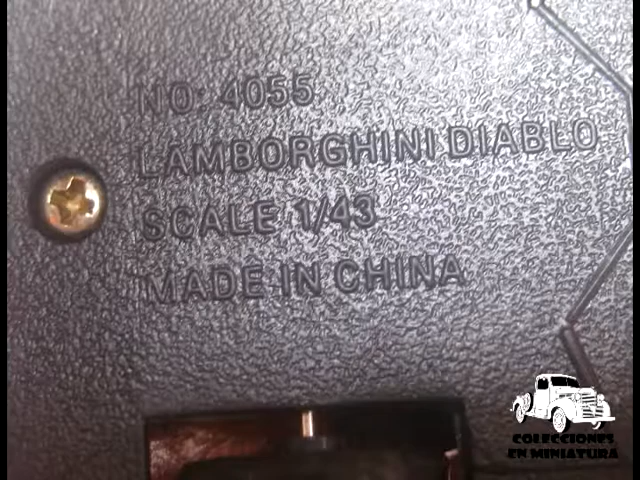 NO: 4055
LAMBORGHINI DIABLO
SCALE 1/43
MADE IN CHINA
COLECCIONES
EN MINIATURA